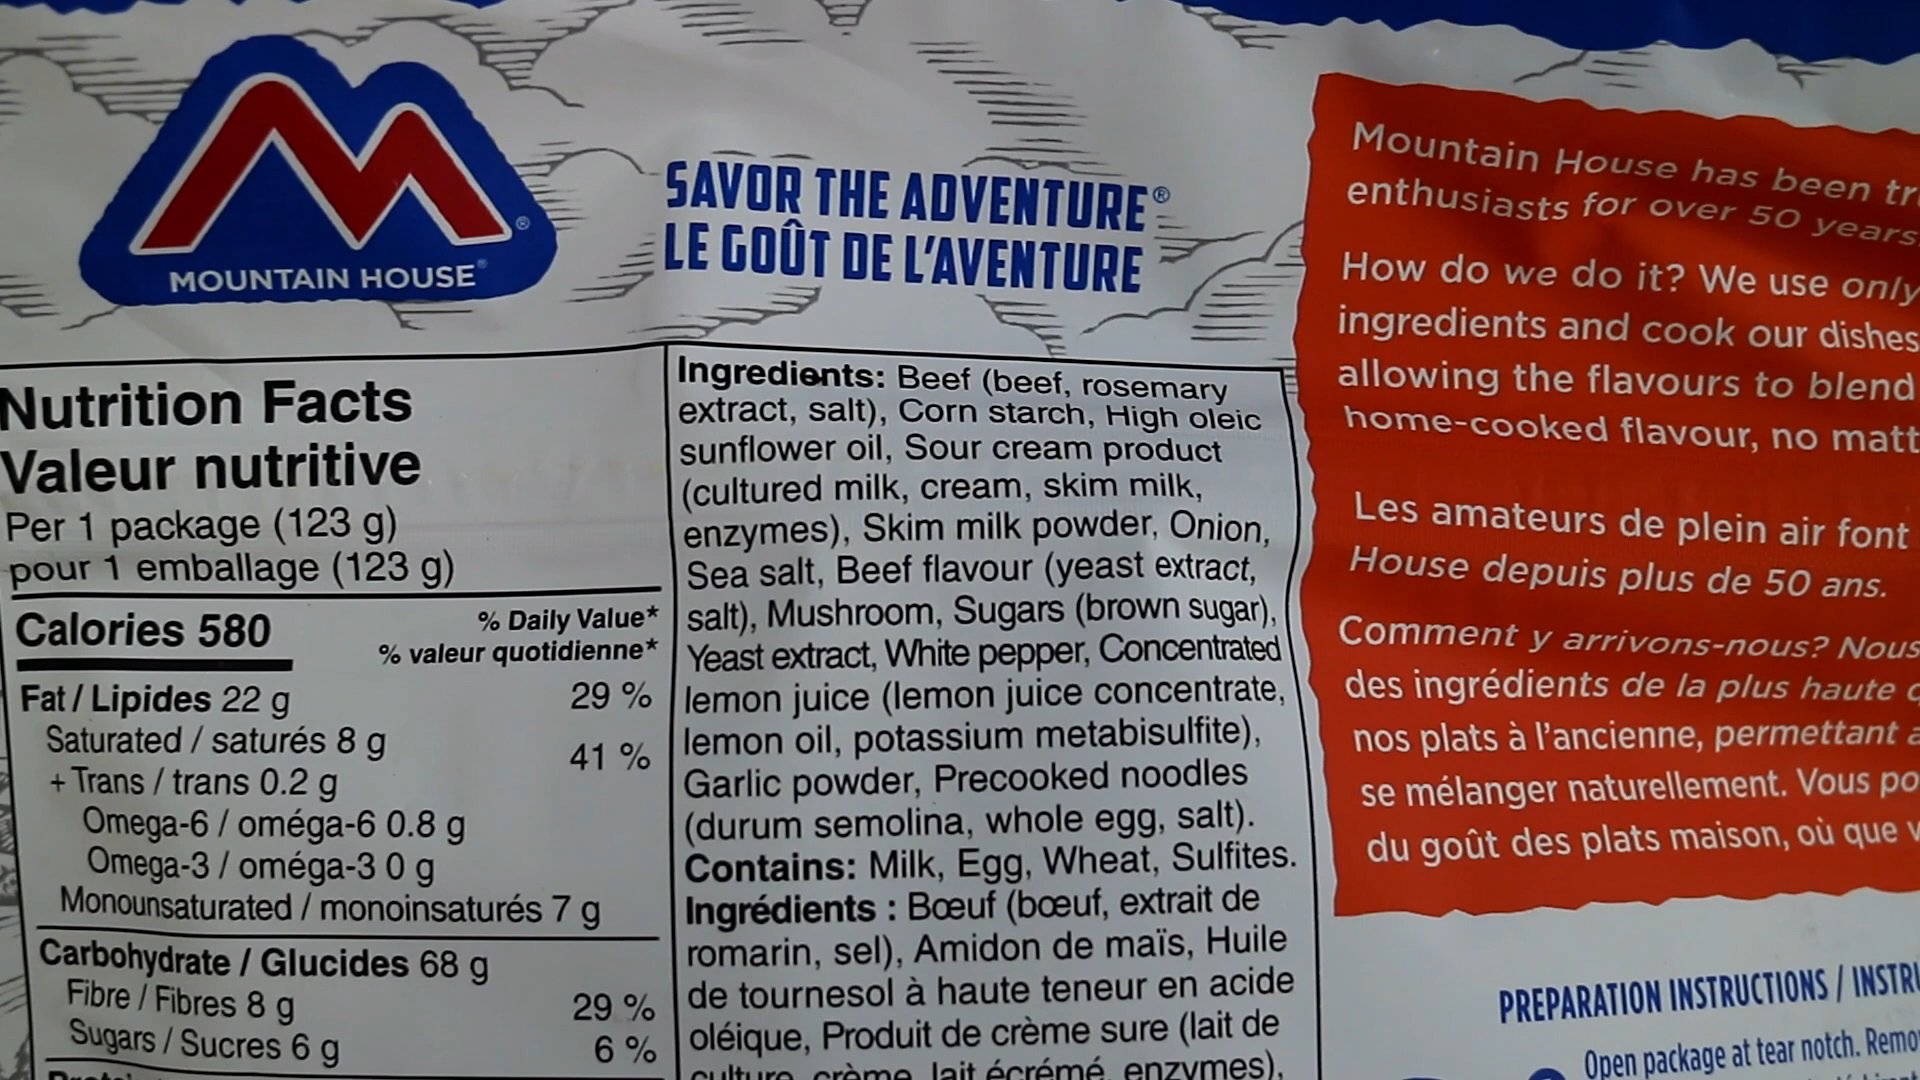 MOUNTAIN HOUSE®
SAVOR THE ADVENTURE®
LE GOÛT DE L'AVENTURE
Nutrition Facts
Valeur nutritive
Per 1 package (123 g)
pour 1 emballage (123 g)
Calories 580
% Daily Value*
% valeur quotidienne*
Fat / Lipides 22 g 29 %
Saturated / saturés 8 g
+ Trans / trans 0.2 g 41 %
Omega-6 / oméga-6 0.8 g
Omega-3 / oméga-3 0 g
Monounsaturated / monoinsaturés 7 g
Carbohydrate / Glucides 68 g
Fibre / Fibres 8 g 29 %
Sugars / Sucres 6 g 6 %
Ingredients: Beef (beef, rosemary
extract, salt), Corn starch, High oleic
sunflower oil, Sour cream product
(cultured milk, cream, skim milk,
enzymes), Skim milk powder, Onion,
Sea salt, Beef flavour (yeast extract,
salt), Mushroom, Sugars (brown sugar),
Yeast extract, White pepper, Concentrated
lemon juice (lemon juice concentrate,
lemon oil, potassium metabisulfite),
Garlic powder, Precooked noodles
(durum semolina, whole egg, salt).
Contains: Milk, Egg, Wheat, Sulfites.
Ingrédients : Bœuf (bœuf, extrait de
romarin, sel), Amidon de maïs, Huile
de tournesol à haute teneur en acide
oléique, Produit de crème sure (lait de
culture, crème, lait écrémé, enzymes),
Mountain House has been
enthusiasts for over 50 years.
How do we do it? We use only
ingredients and cook our dishes
allowing the flavours to blend
home-cooked flavour, no
Les amateurs de plein air font
House depuis plus de 50 ans.
Comment y arrivons-nous? Nous
des ingrédients de la plus haute
nos plats à l'ancienne, permettant
se mélanger naturellement. Vous
du goût des plats maison, où que
PREPARATION INSTRUCTIONS /
Open package at tear notch.